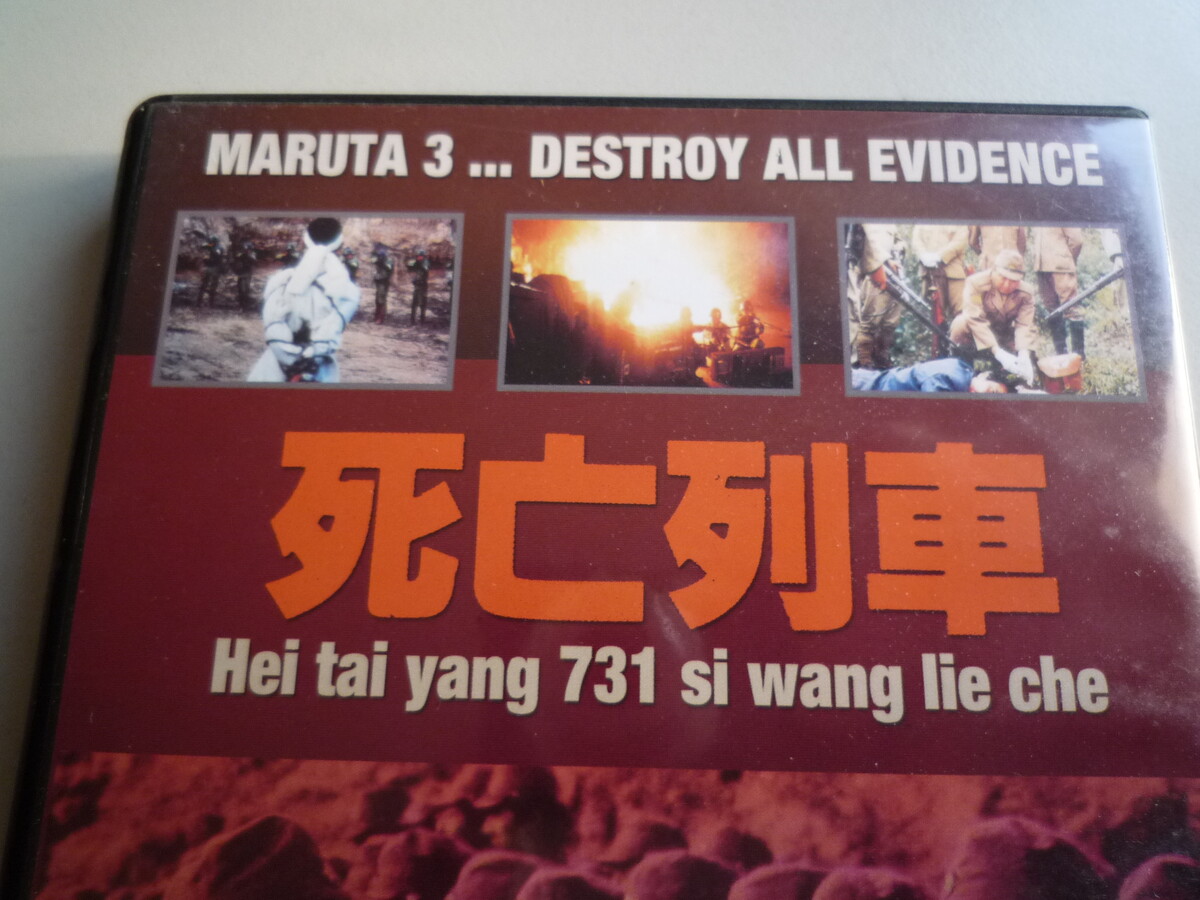 MARUTA 3 ... DESTROY ALL EVIDENCE
死亡列車
Hei tai yang 731 si wang lie che